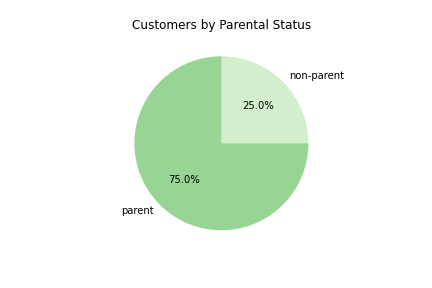 Customers by Parental Status
non-parent
25.0%
75.0%
parent